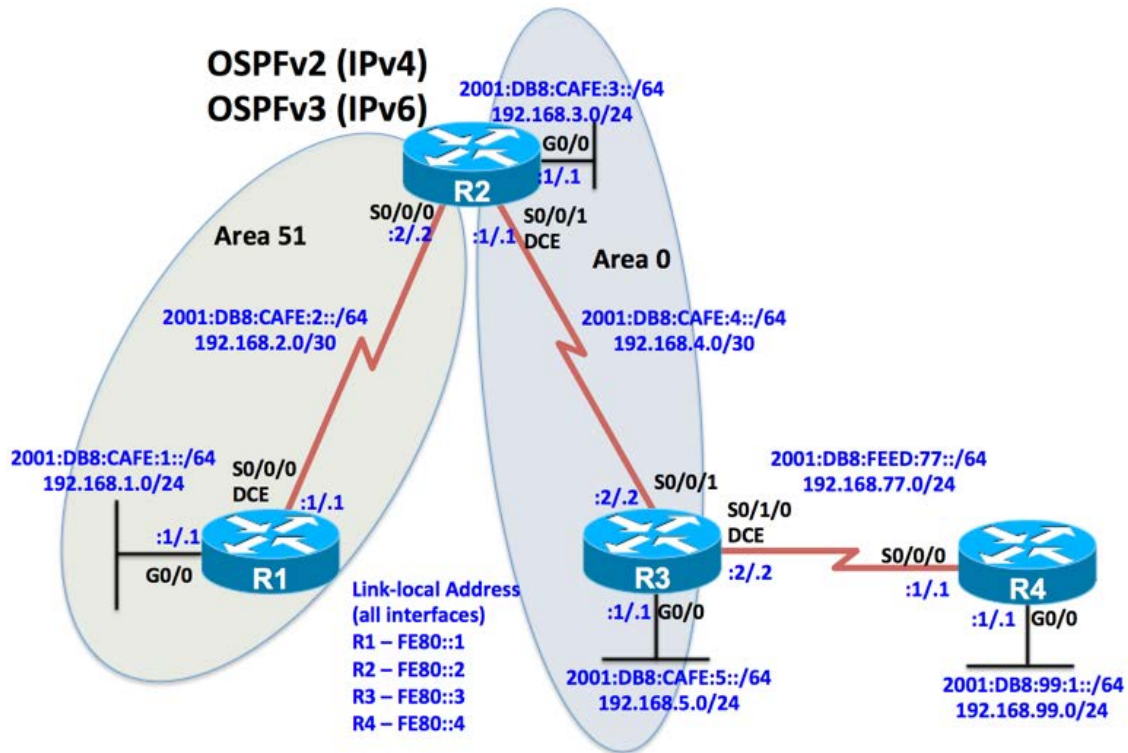 OSPFv2 (IPv4)
OSPFv3 (IPv6)
2001:DB8:CAFE:3::/64
192.168.3.0/24
G0/0
:1/.1
R2
S0/0/0
:2/.2
:1/.1
S0/0/1
DCE
Area 51
Area 0
2001:DB8:CAFE:2::/64
192.168.2.0/30
2001:DB8:CAFE:4::/64
192.168.4.0/30
2001:DB8:CAFE:1::/64
192.168.1.0/24
S0/0/0
DCE
:1/.1
:1/.1
G0/0
R1
2001:DB8:FEED:77::/64
192.168.77.0/24
:2/.2
S0/0/1
S0/1/0
DCE
:2/.2
R3
:1/.1
G0/0
S0/0/0
:1/.1
R4
:1/.1
G0/0
Link-local Address
(all interfaces)
R1 – FE80::1
R2 – FE80::2
R3 – FE80::3
R4 – FE80::4
2001:DB8:CAFE:5::/64
192.168.5.0/24
2001:DB8:99:1::/64
192.168.99.0/24